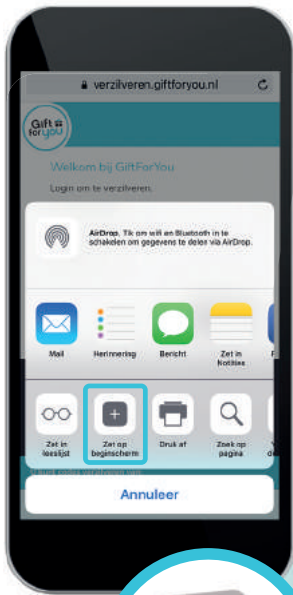 verzilveren.giftforyou.nl
Gift
for you
Welkom bij GiftForYou
Login om te verzilveren.
AirDrop. Tik om wifi en Bluetooth in te
schakelen om gegevens te delen via AirDrop.
Mail
Herinnering
Bericht
Zet in
Notities
Zet in
leeslijst
Zet op
beginscherm
Druk af
Zoek op
pagina
Annuleer